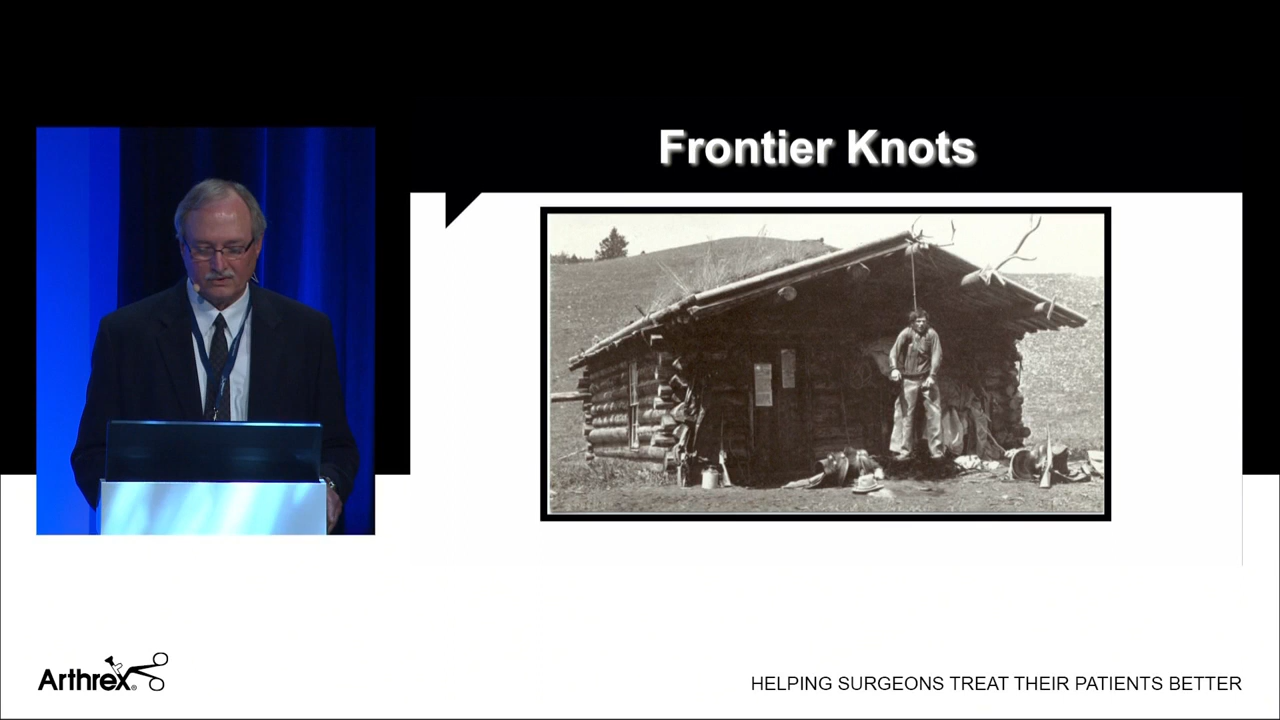 Frontier Knots
Arthrex®
HELPING SURGEONS TREAT THEIR PATIENTS BETTER